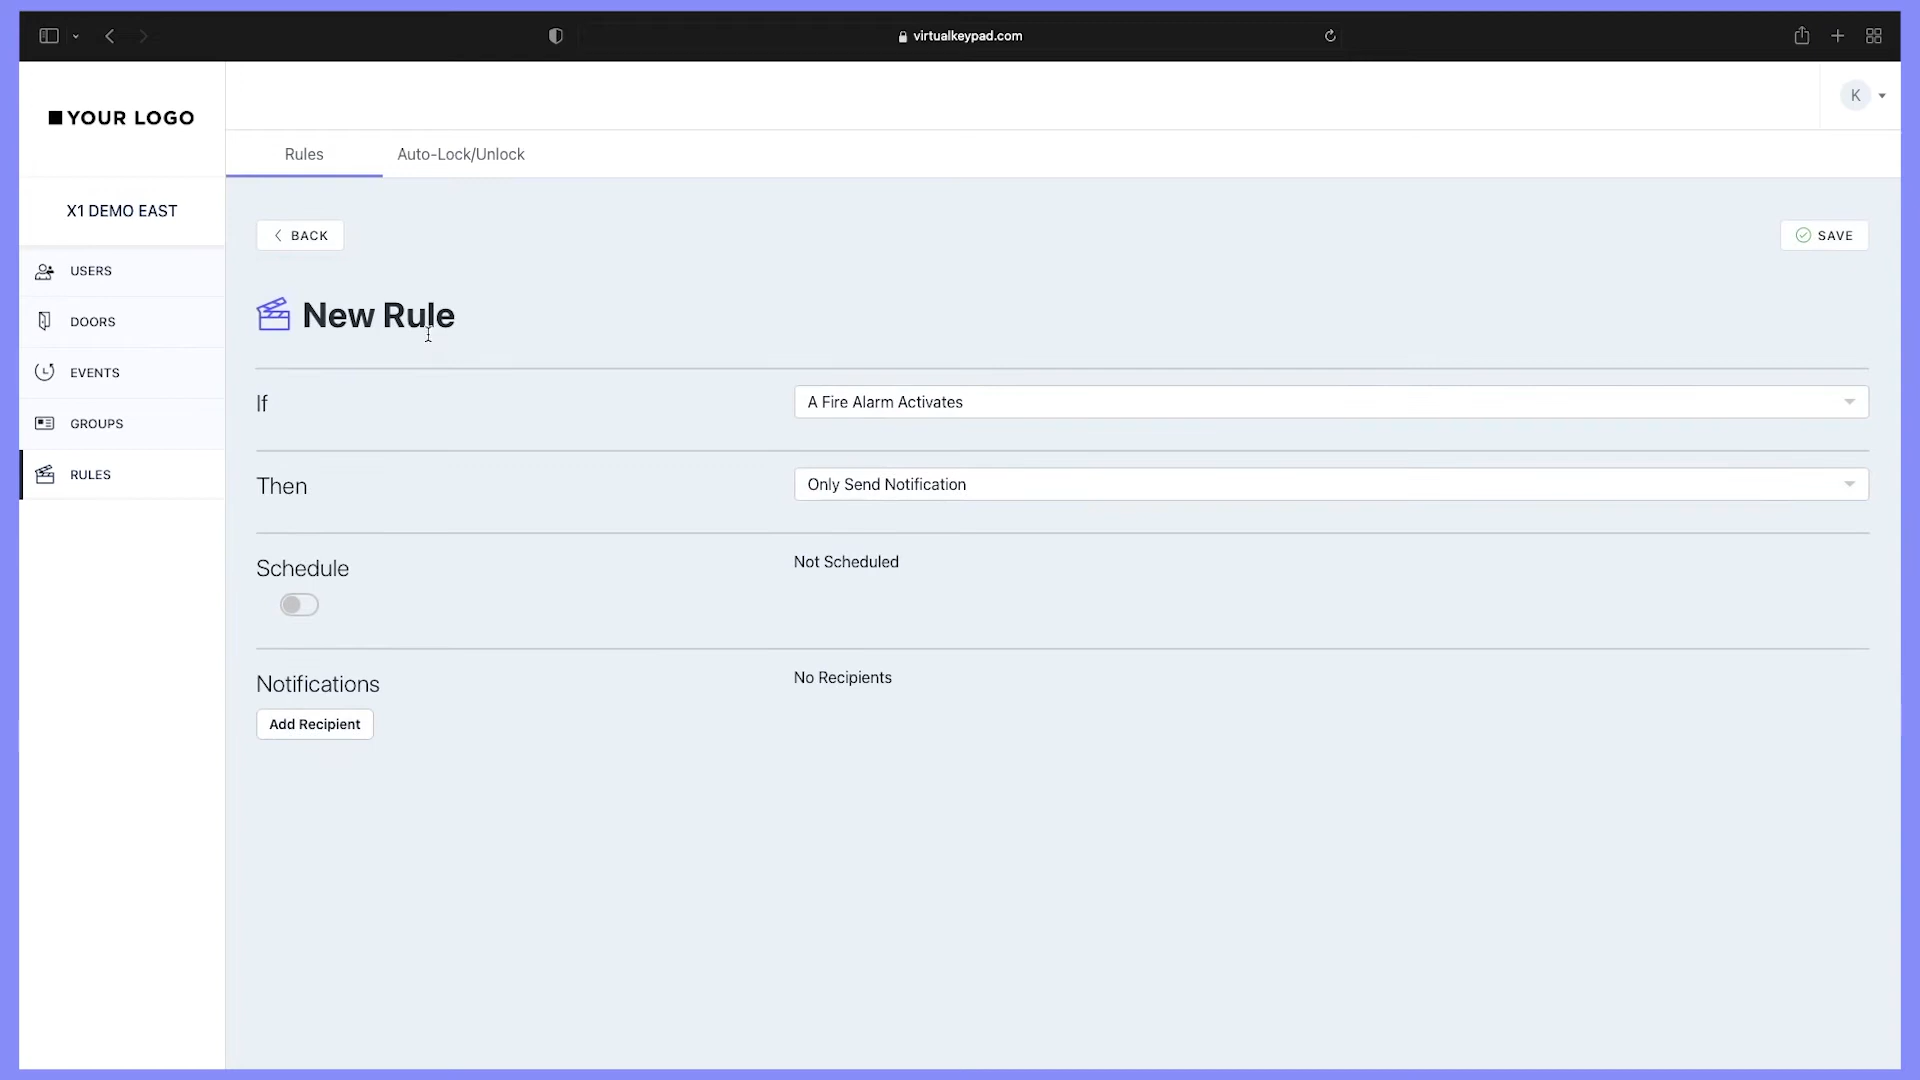 virtualkeypad.com
YOUR LOGO
K
Rules
Auto-Lock/Unlock
X1 DEMO EAST
BACK
SAVE
USERS
DOORS
EVENTS
GROUPS
RULES
New Rule
If
A Fire Alarm Activates
Then
Only Send Notification
Schedule
Not Scheduled
Notifications
No Recipients
Add Recipient